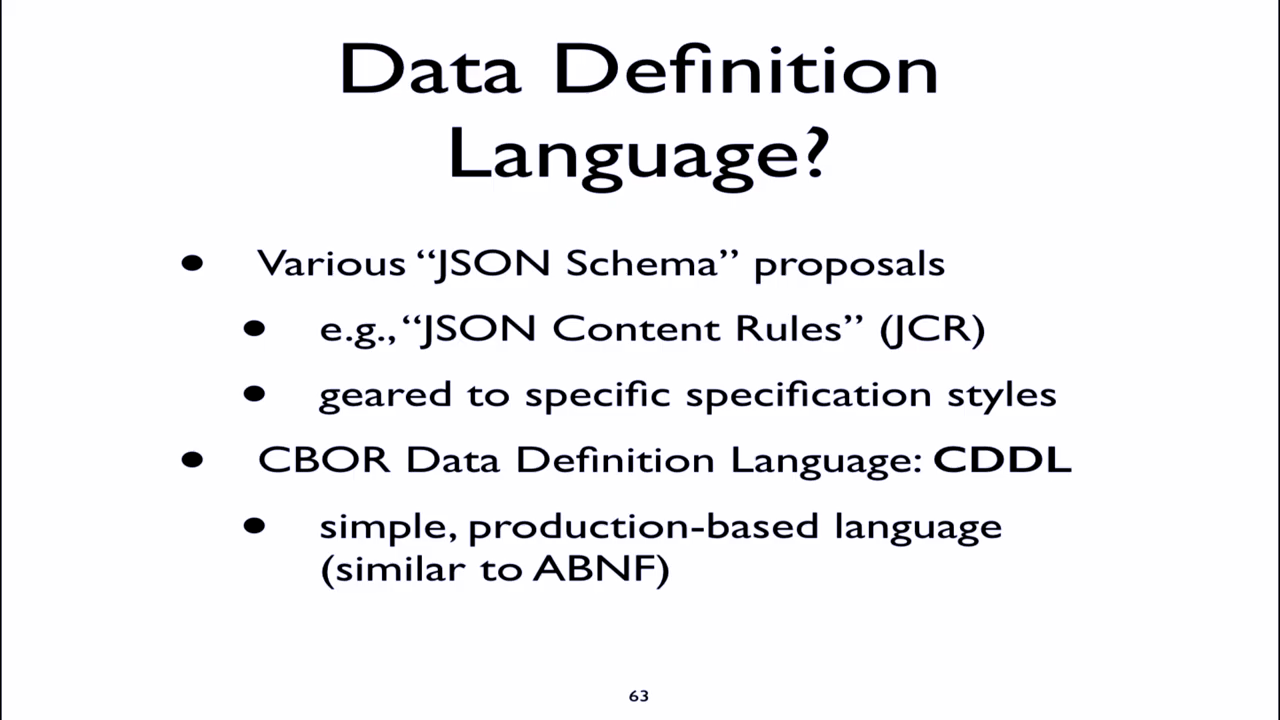 Data Definition
Language?
• Various “JSON Schema” proposals
• e.g., “JSON Content Rules” (JCR)
• geared to specific specification styles
• CBOR Data Definition Language: CDDL
• simple, production-based language
(similar to ABNF)
63